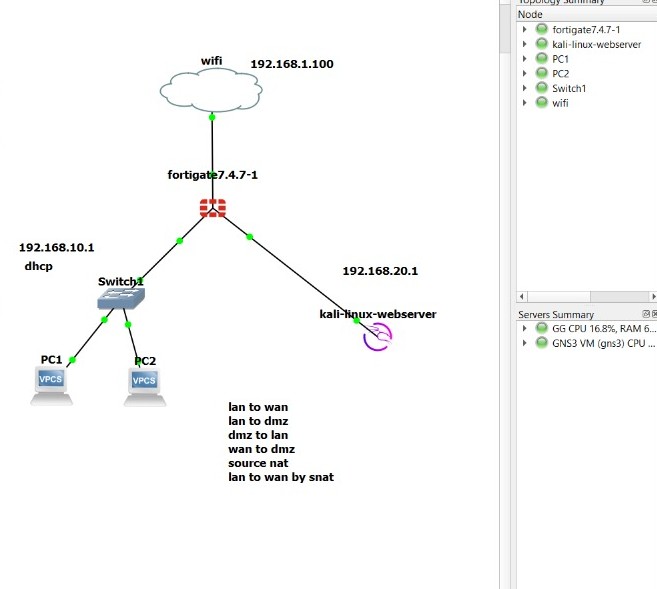 Topology Summary
Node
fortigate7.4.7-1
kali-linux-webserver
PC1
PC2
Switch1
wifi
Servers Summary
GG CPU 16.8%, RAM 6...
GNS3 VM (gns3) CPU ...
wifi
192.168.1.100
fortigate7.4.7-1
192.168.10.1
dhcp
192.168.20.1
Switch1
kali-linux-webserver
PC1
VPCS
PC2
VPCS
lan to wan
lan to dmz
dmz to lan
wan to dmz
source nat
lan to wan by snat